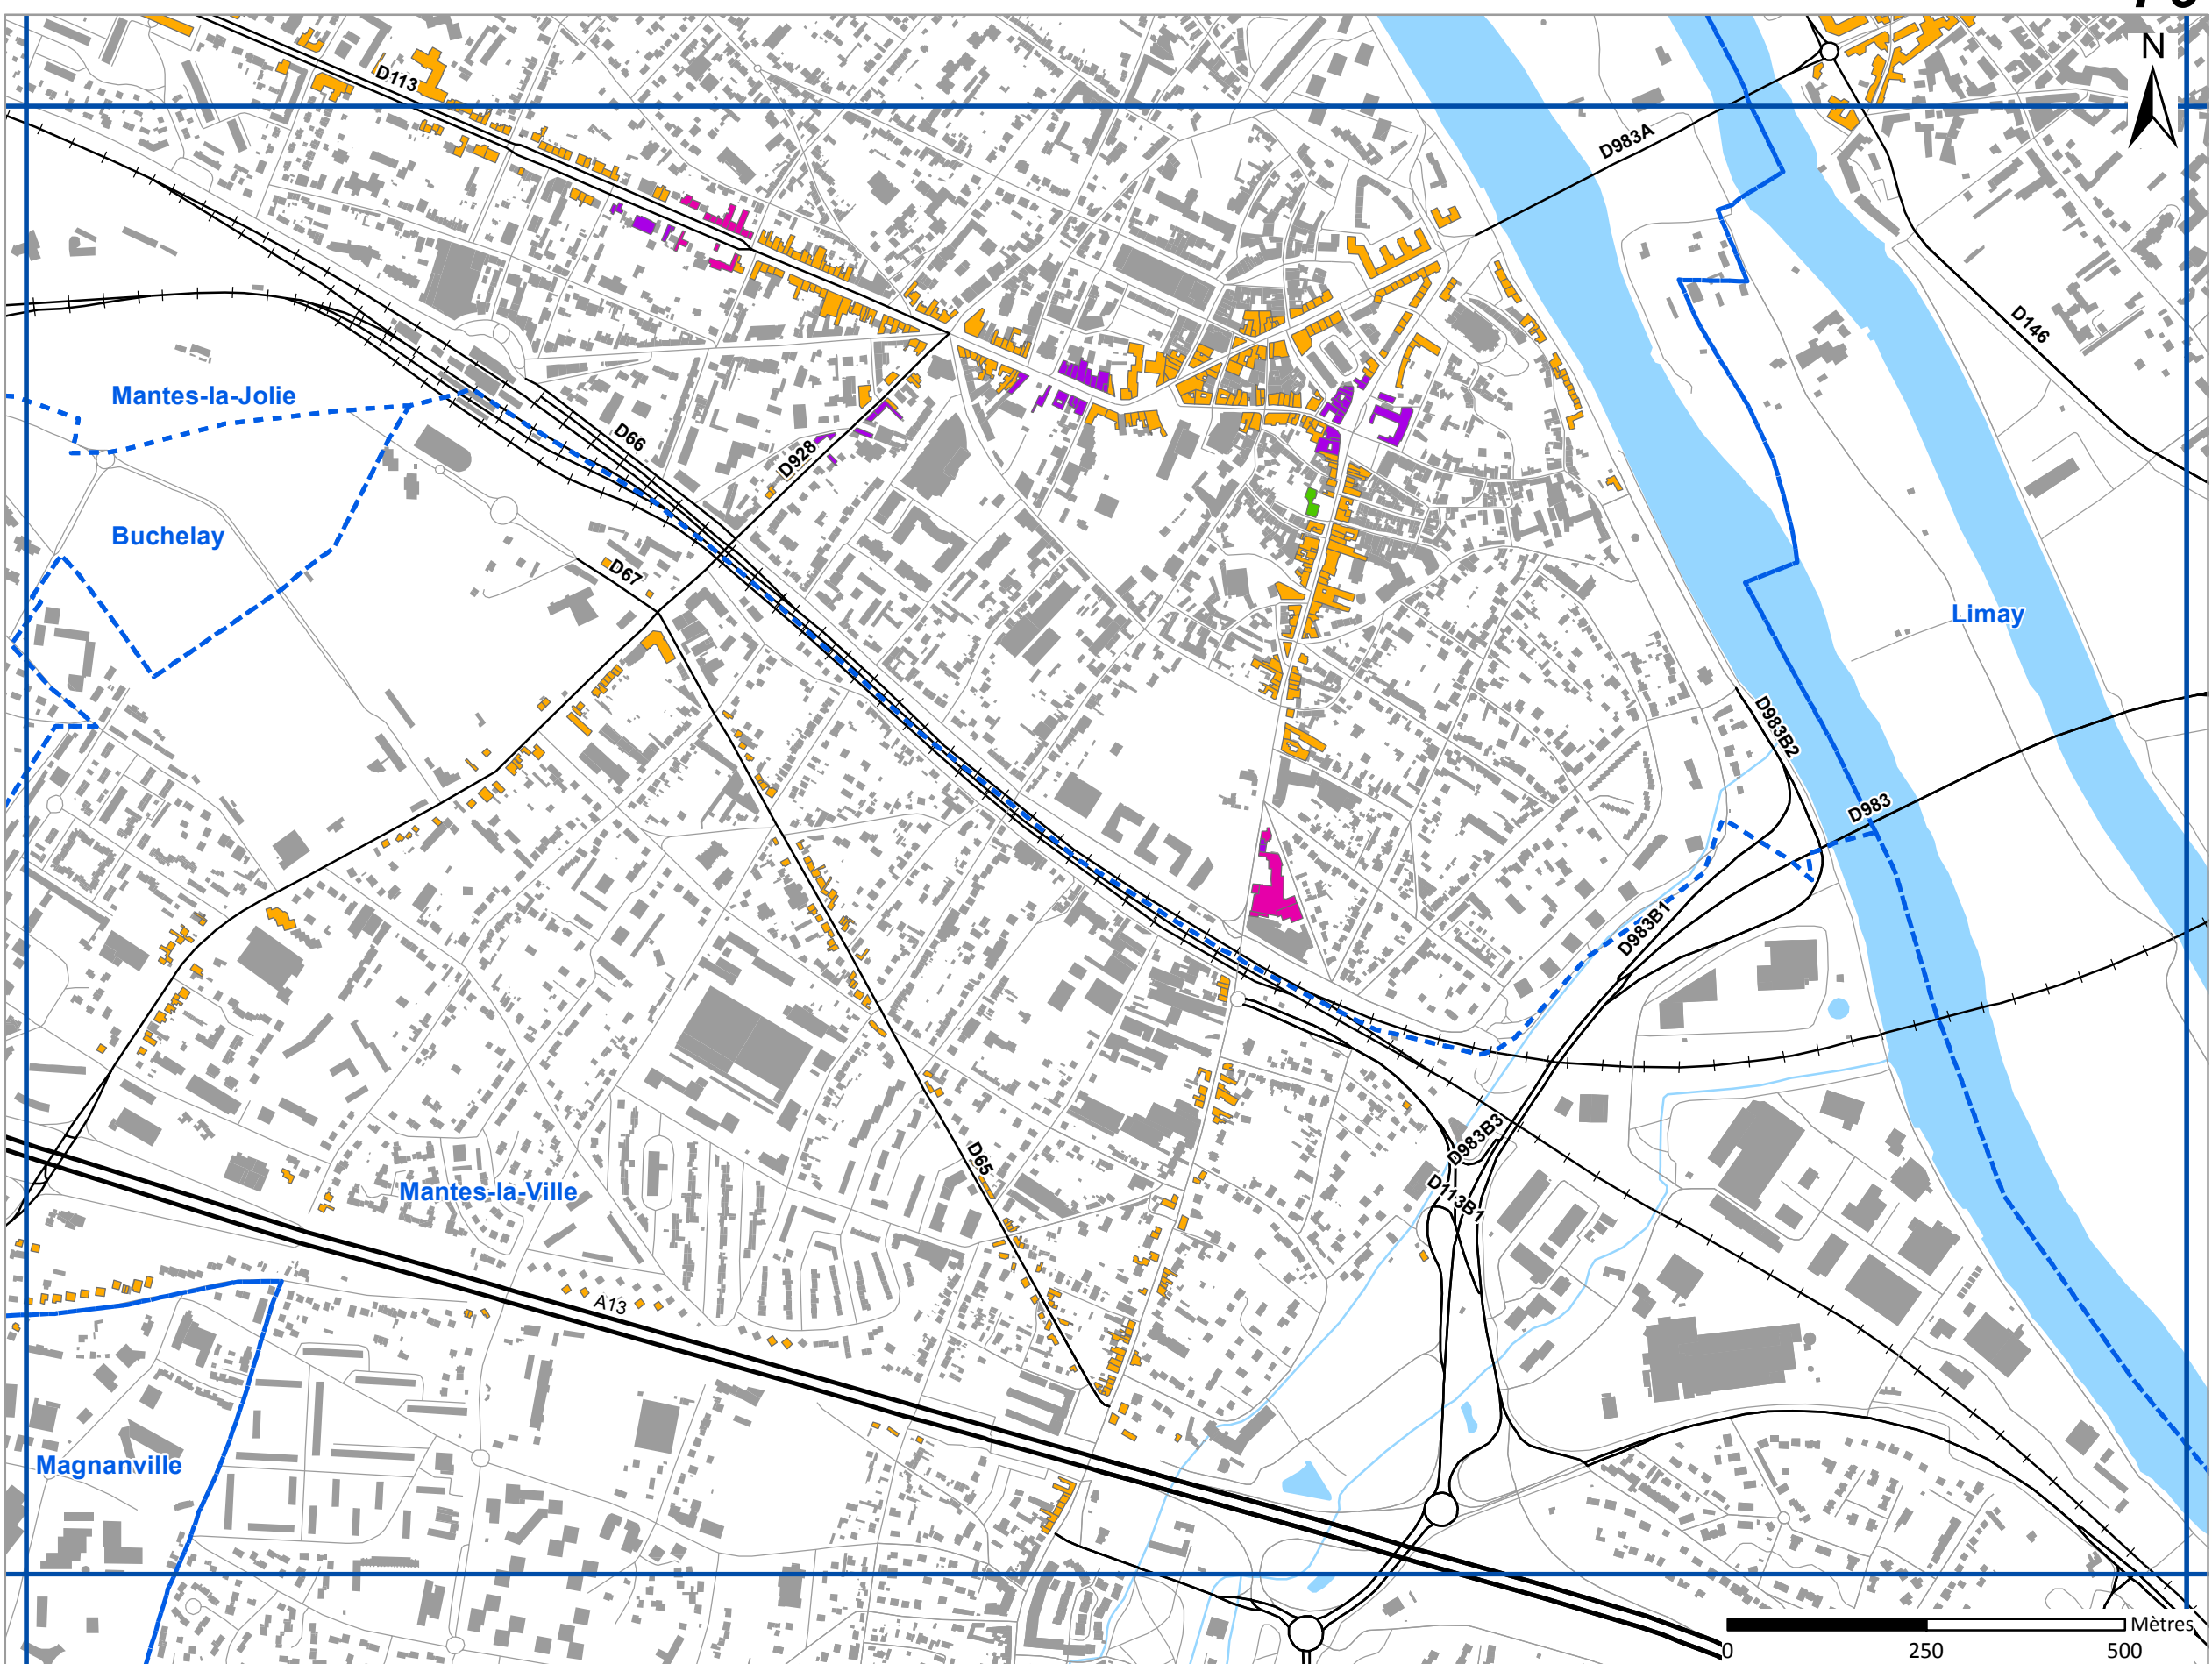 N
D113
D983A
D146
Mantes-la-Jolie
D66
D928
Buchelay
D67
Limay
D983B2
D983
D983B1
D983B3
D65
Mantes-la-Ville
D113B1
A13
Magnanville
Mètres
0 250 500